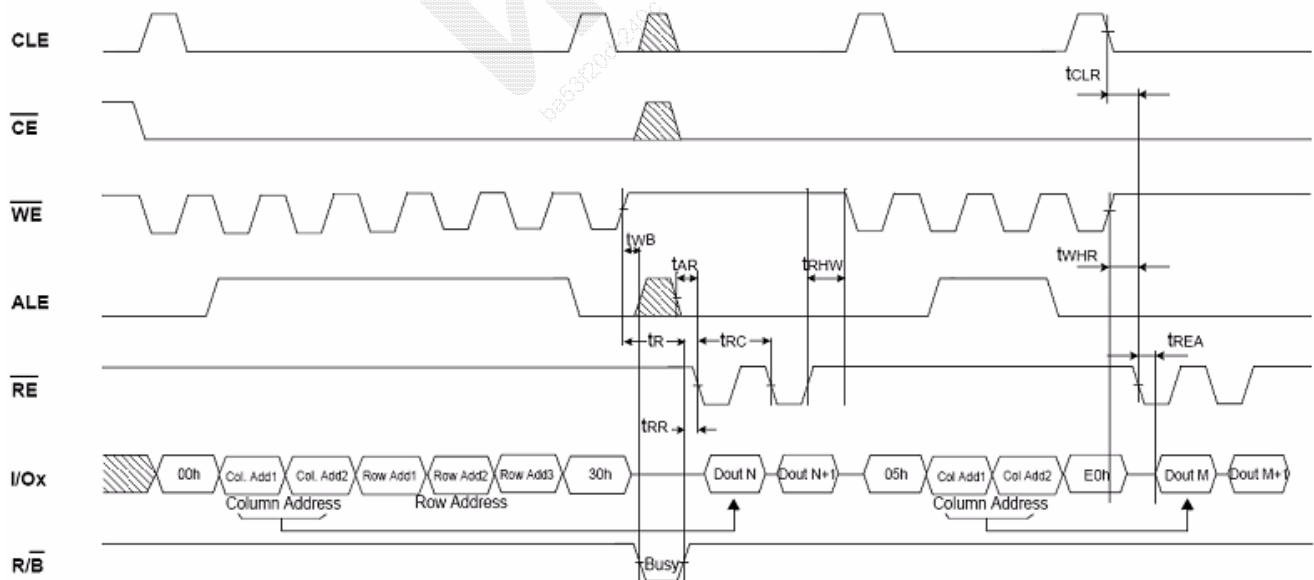 CLE
tCLR
CE
WE
tWB
tAR
tRHW
tWHR
ALE
tR
tRC
tREA
RE
tRR
I/Ox
00h
Col. Add1
Col. Add2
Row Add1
Row Add2
Row Add3
30h
Dout N
Dout N+1
05h
Col Add1
Col Add2
E0h
Dout M
Dout M+1
Column Address
Row Address
Column Address
R/B
Busy